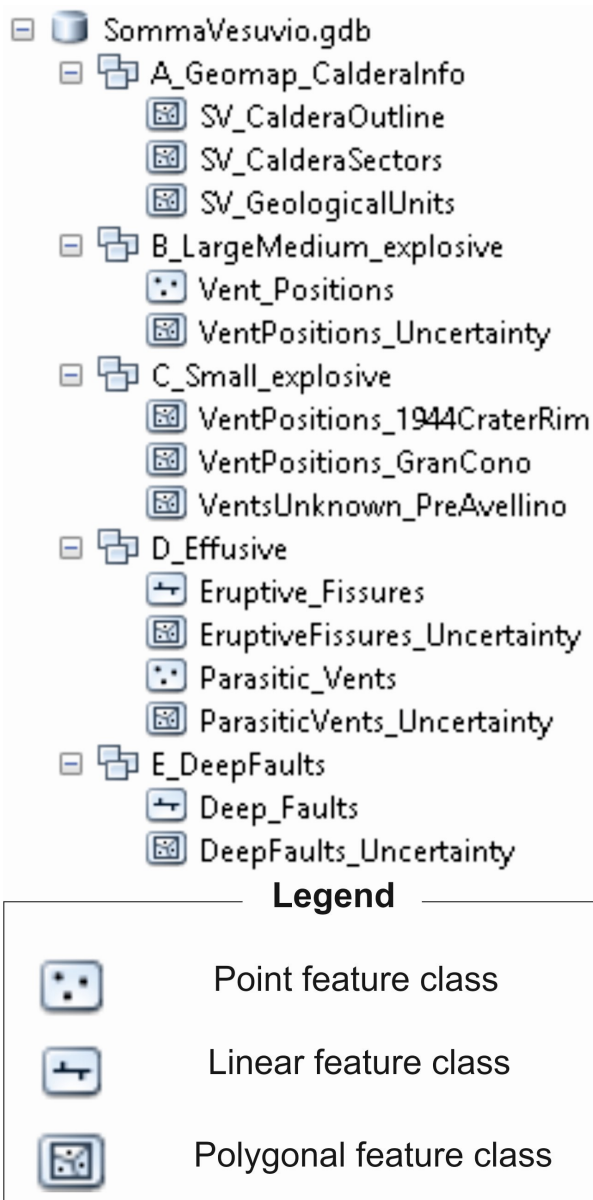 SommaVesuvio.gdb
A_Geomap_CalderaInfo
SV_CalderaOutline
SV_CalderaSectors
SV_GeologicalUnits
B_LargeMedium_explosive
Vent_Positions
VentPositions_Uncertainty
C_Small_explosive
VentPositions_1944CraterRim
VentPositions_GranCono
VentsUnknown_PreAvellino
D_Effusive
Eruptive_Fissures
EruptiveFissures_Uncertainty
Parasitic_Vents
ParasiticVents_Uncertainty
E_DeepFaults
Deep_Faults
DeepFaults_Uncertainty
Legend
Point feature class
Linear feature class
Polygonal feature class